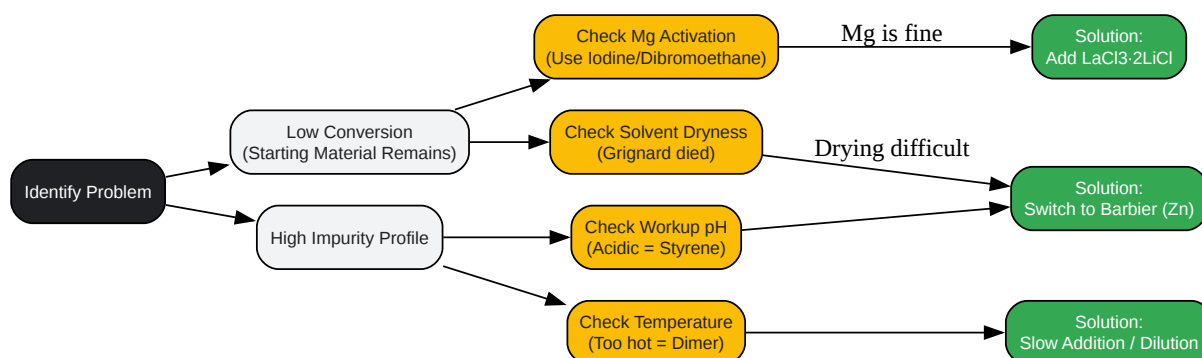 Check Mg Activation
(Use Iodine/Dibromoethane)
Mg is fine
Solution:
Add LaCl3·2LiCl
Low Conversion
(Starting Material Remains)
Check Solvent Dryness
(Grignard died)
Drying difficult
Identify Problem
Solution:
Switch to Barbier (Zn)
High Impurity Profile
Check Workup pH
(Acidic = Styrene)
Check Temperature
(Too hot = Dimer)
Solution:
Slow Addition / Dilution